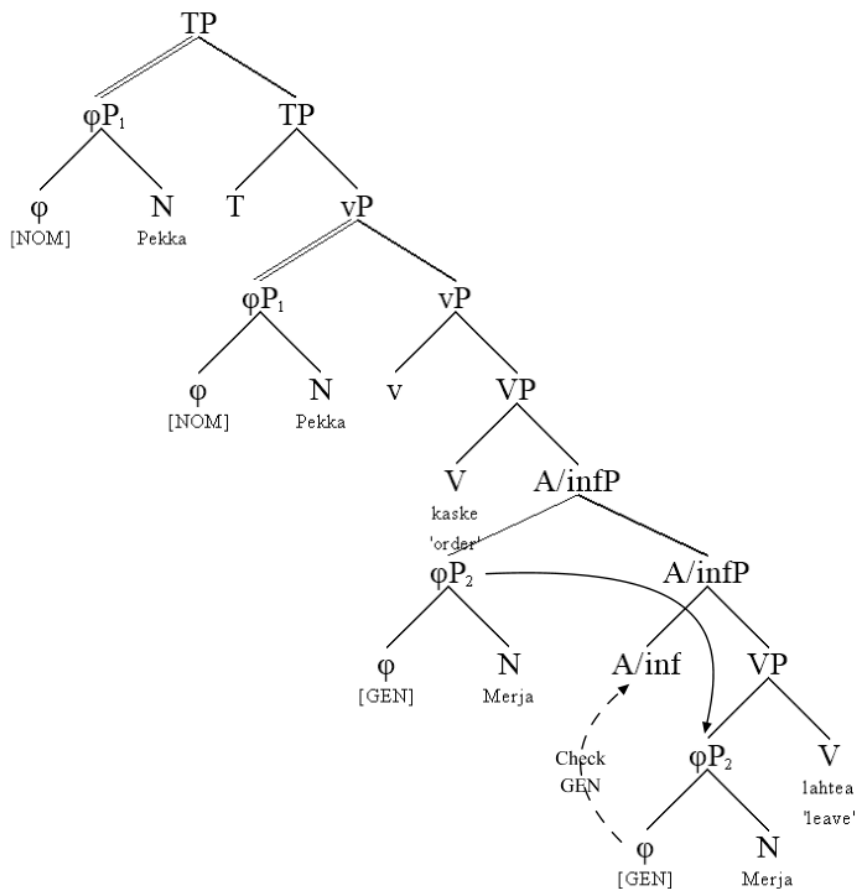 TP
φP₁ TP
φ N T vP
[NOM] Pekka
φP₁ vP
φ N v VP
[NOM] Pekka
V A/infP
kaske
'order'
φP₂ A/infP
φ N A/inf VP
[GEN] Merja
Check φP₂ V
GEN lahtea
'leave'
φ N
[GEN] Merja